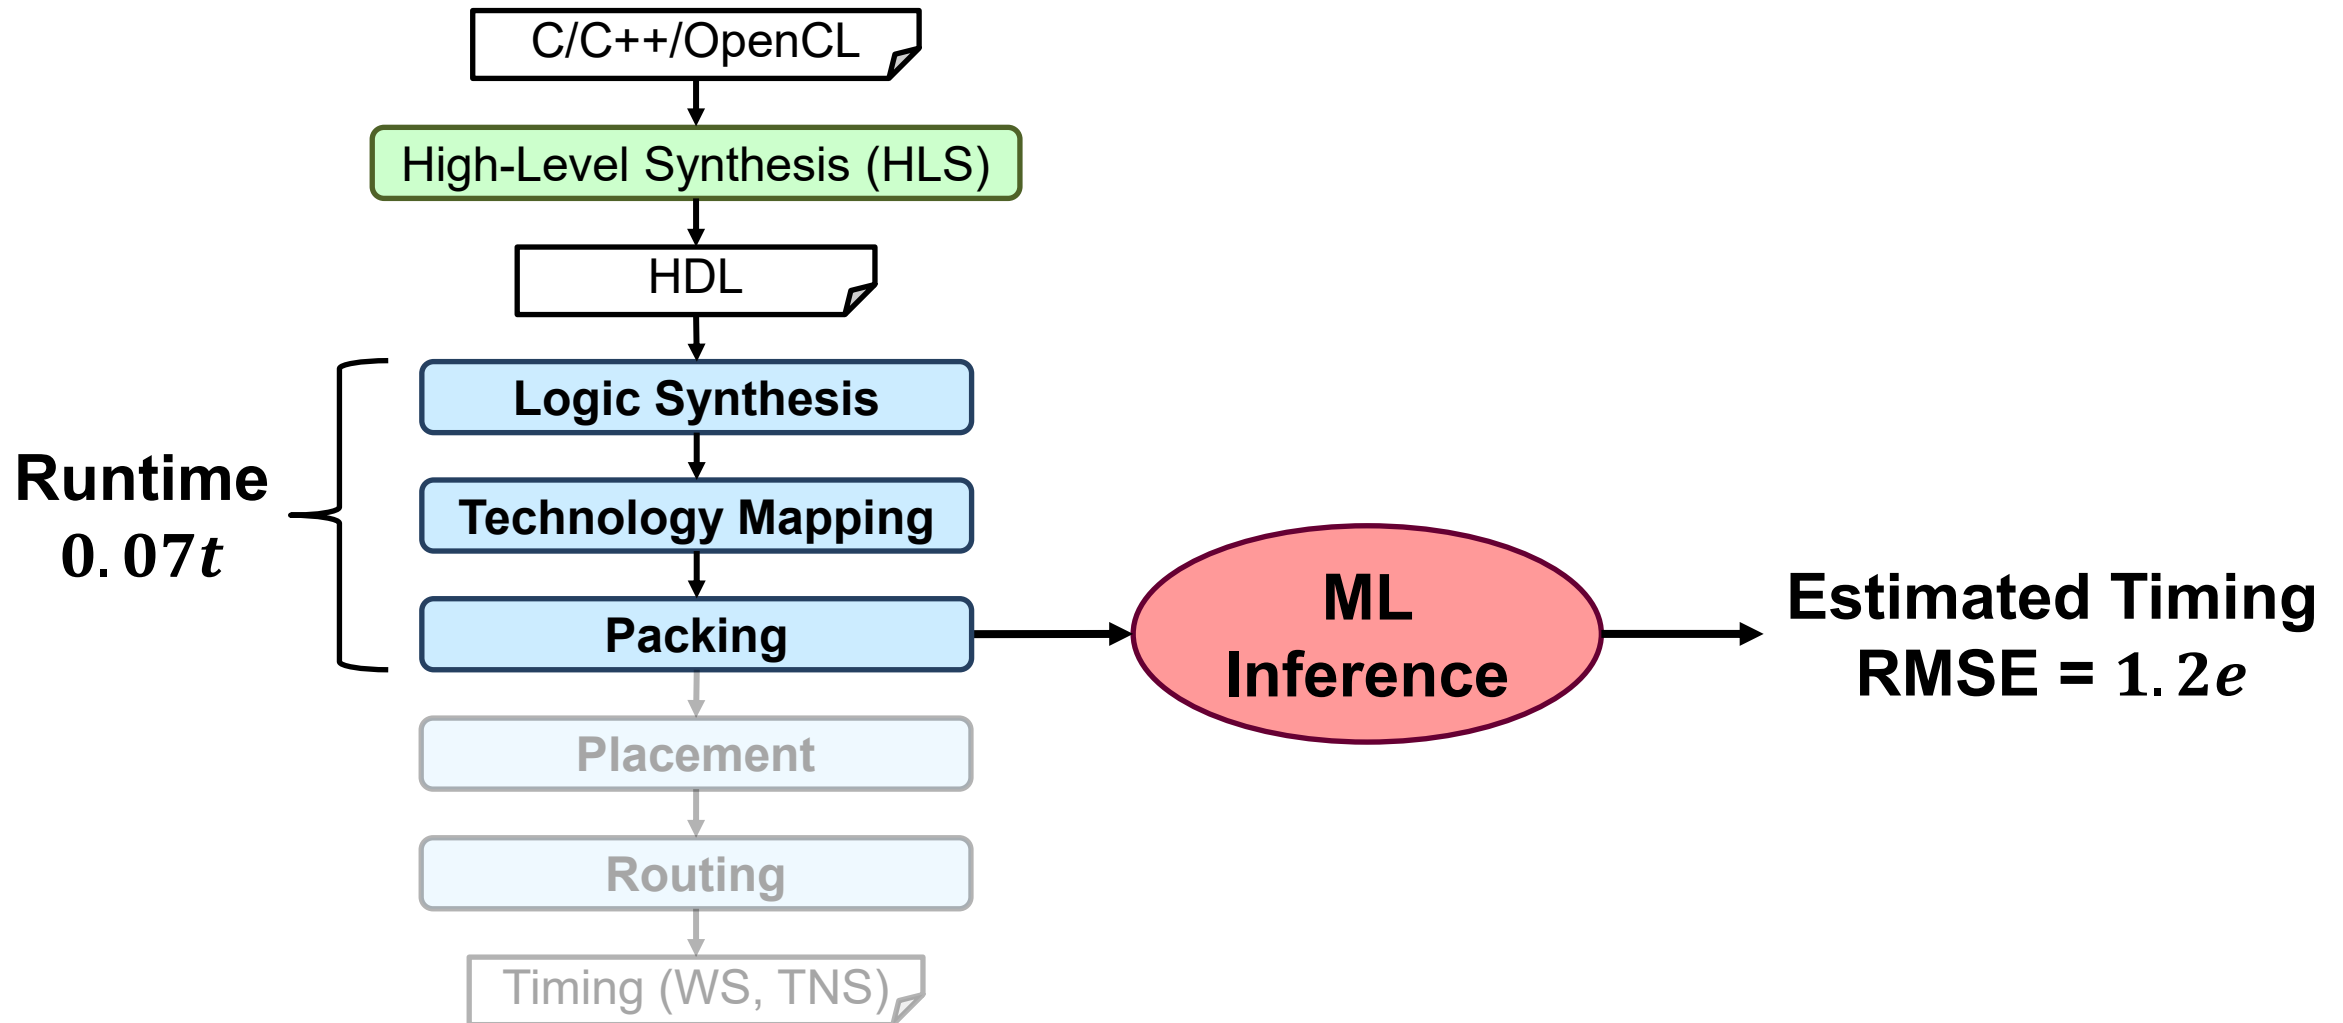 C/C++/OpenCL
High-Level Synthesis (HLS)
HDL
Logic Synthesis
Runtime
0.07t
Technology Mapping
Packing
ML
Inference
Estimated Timing
RMSE = 1.2e
Placement
Routing
Timing (WS, TNS)